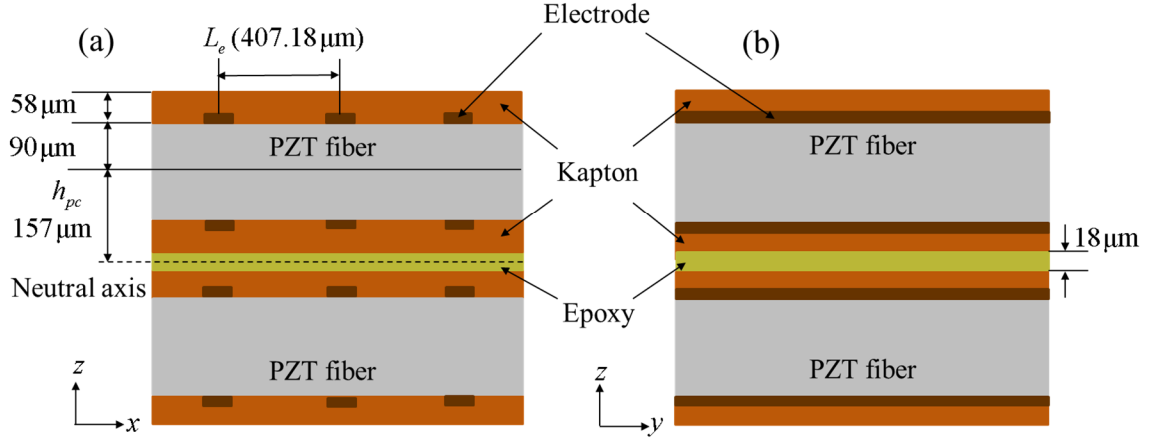 (a)
L_e (407.18 μm)
Electrode
(b)
58 μm
90 μm
h_pc
157 μm
Neutral axis
PZT fiber
PZT fiber
z
x
Kapton
Epoxy
PZT fiber
PZT fiber
18 μm
z
y